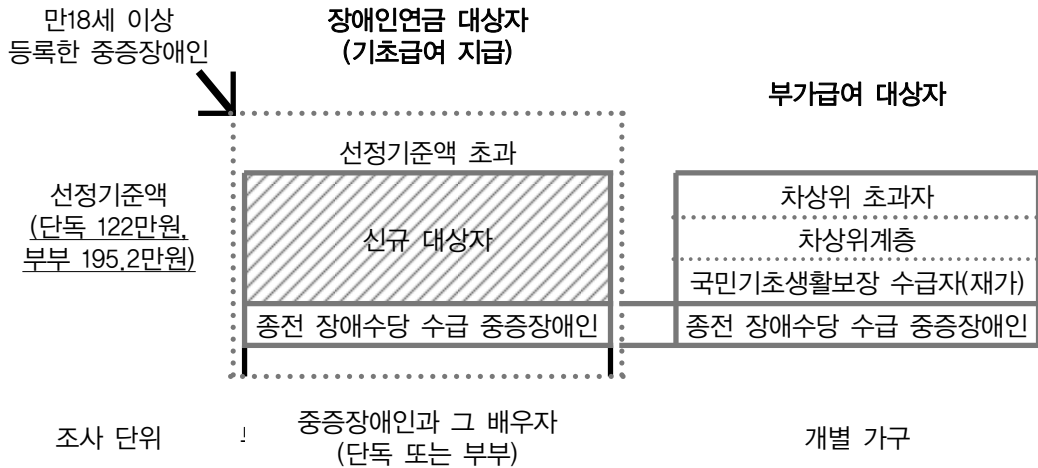 만18세 이상
등록한 중증장애인
장애인연금 대상자
(기초급여 지급)
부가급여 대상자
선정기준액 초과
선정기준액
(단독 122만원,
부부 195.2만원)
신규 대상자
종전 장애수당 수급 중증장애인
차상위 초과자
차상위계층
국민기초생활보장 수급자(재가)
종전 장애수당 수급 중증장애인
조사 단위
중증장애인과 그 배우자
(단독 또는 부부)
개별 가구